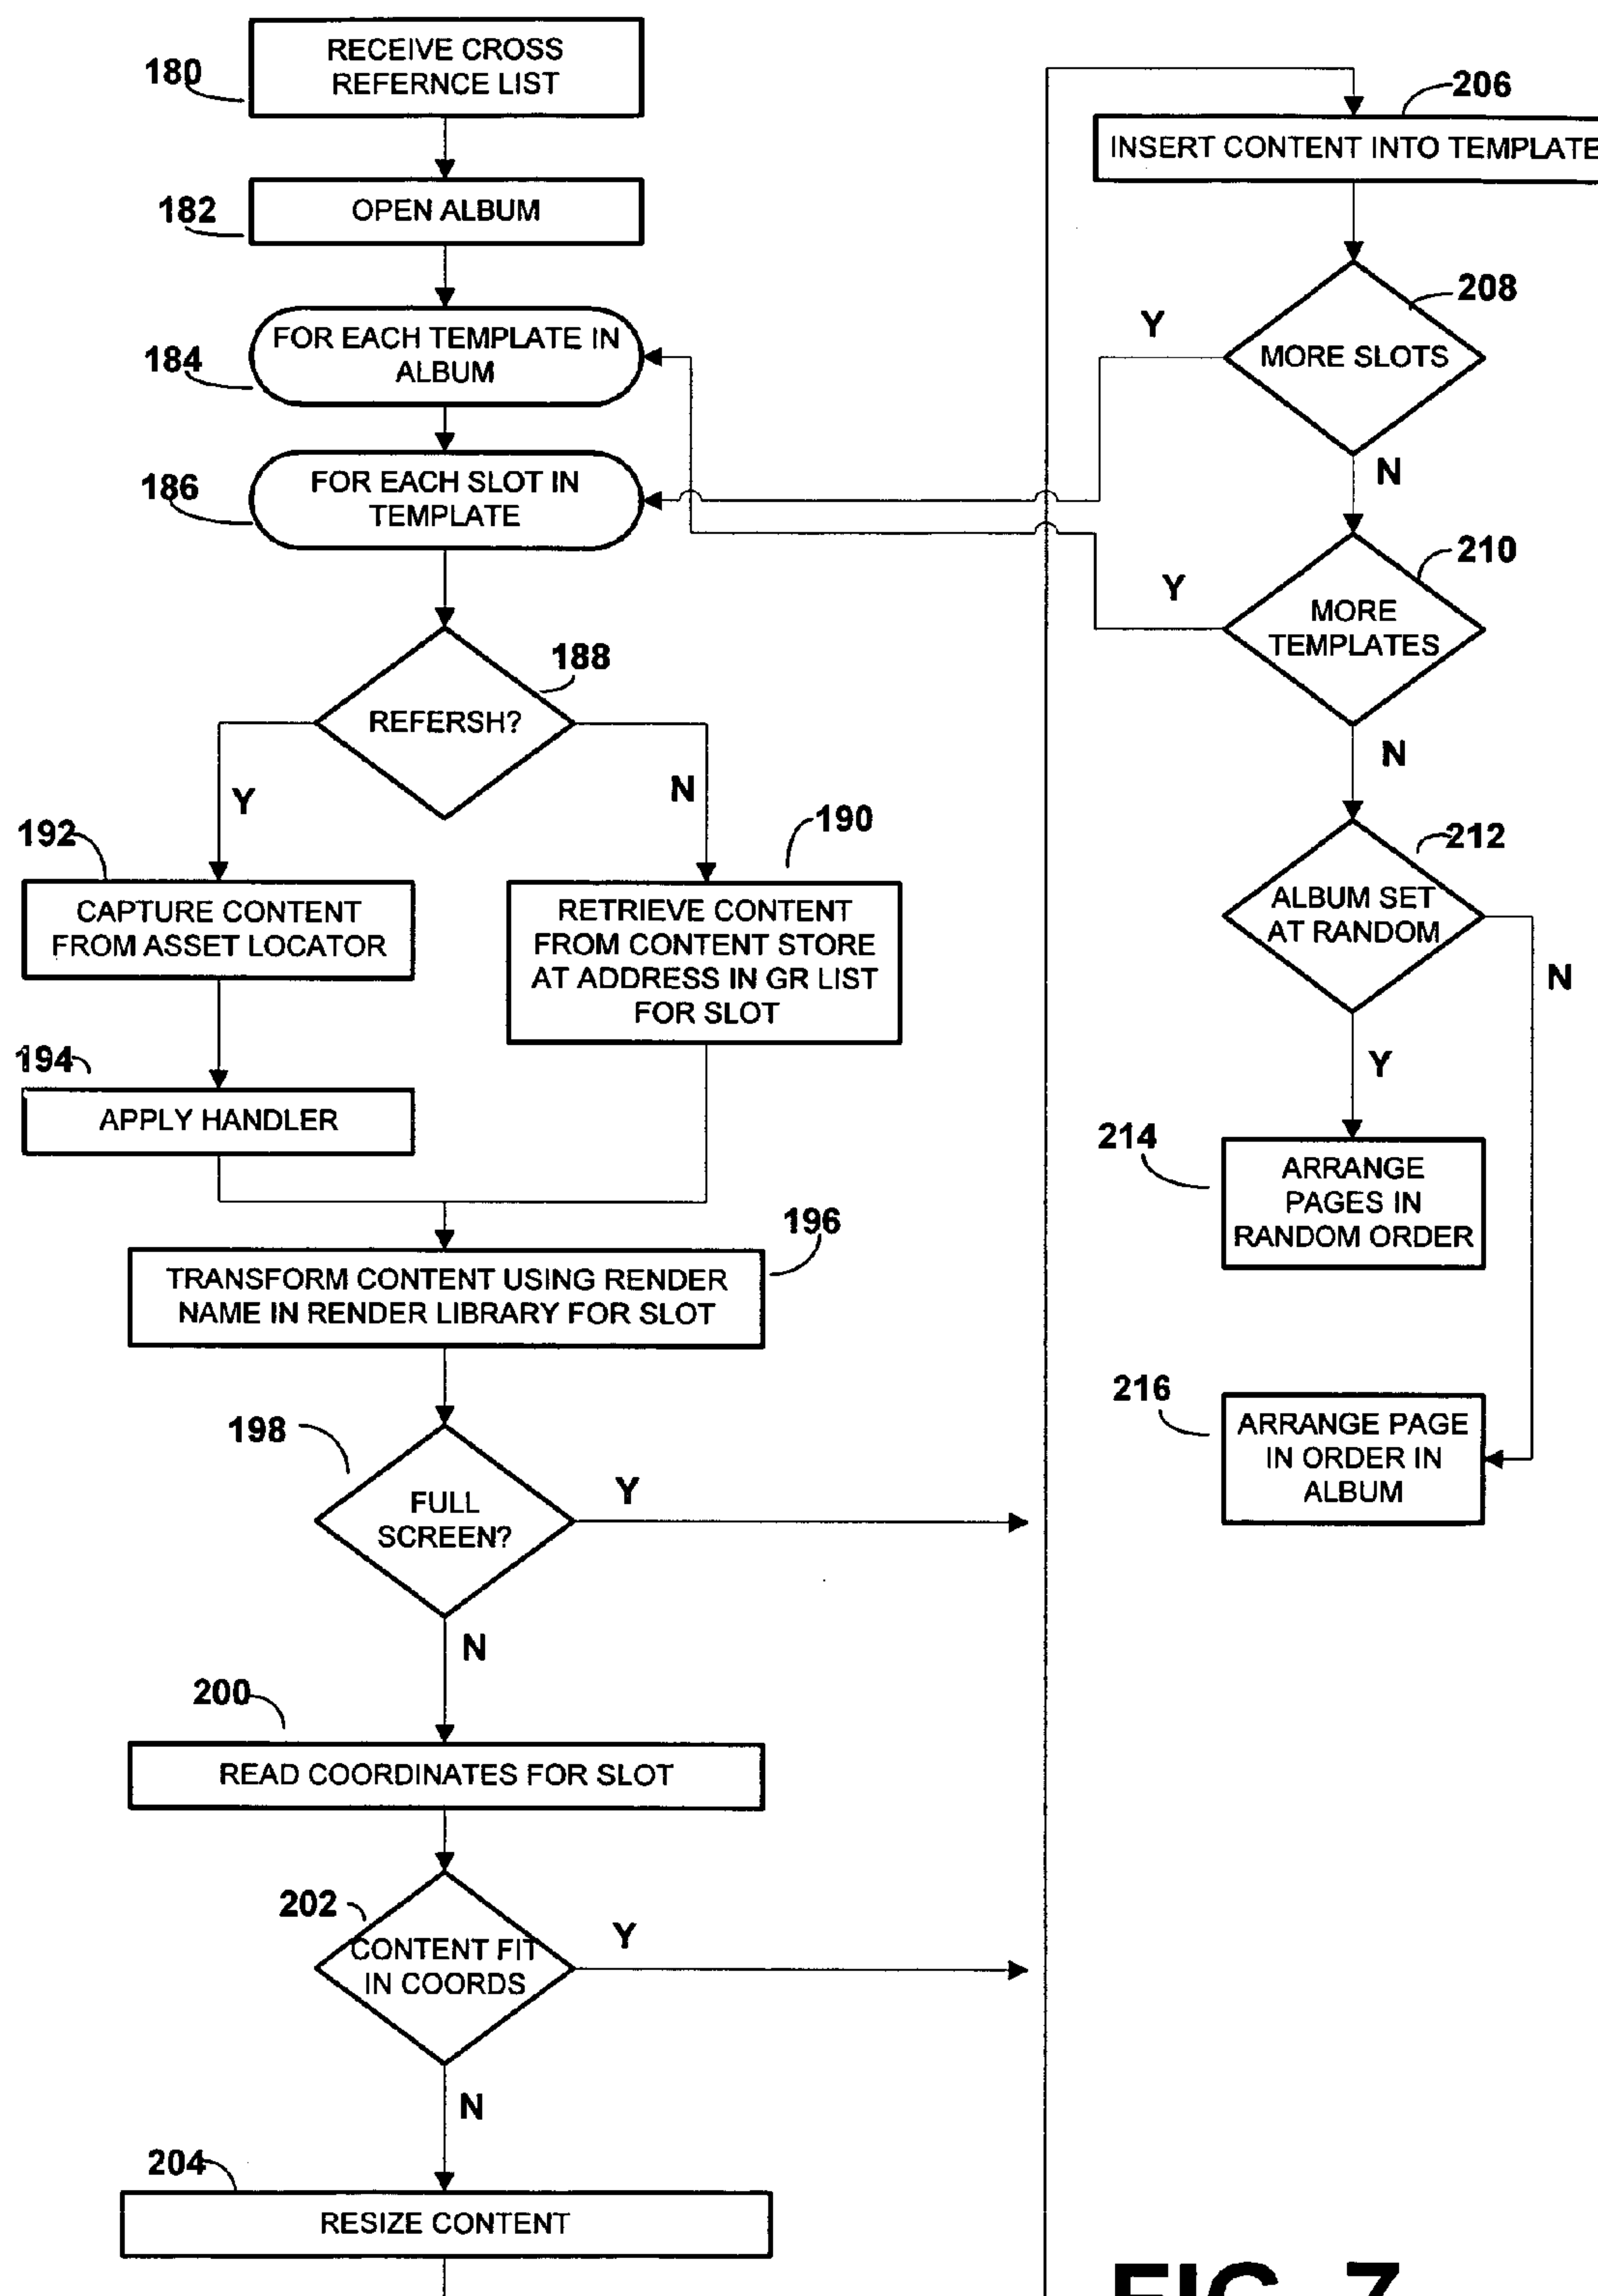 180
RECEIVE CROSS
REFERNCE LIST
182
OPEN ALBUM
184
FOR EACH TEMPLATE IN
ALBUM
186
FOR EACH SLOT IN
TEMPLATE
188
REFERSH?
Y
N
192
CAPTURE CONTENT
FROM ASSET LOCATOR
190
RETRIEVE CONTENT
FROM CONTENT STORE
AT ADDRESS IN GR LIST
FOR SLOT
194
APPLY HANDLER
196
TRANSFORM CONTENT USING RENDER
NAME IN RENDER LIBRARY FOR SLOT
198
FULL
SCREEN?
Y
N
200
READ COORDINATES FOR SLOT
202
CONTENT FIT
IN COORDS
Y
N
204
RESIZE CONTENT
206
INSERT CONTENT INTO TEMPLATE
208
MORE SLOTS
Y
N
210
MORE
TEMPLATES
Y
N
212
ALBUM SET
AT RANDOM
N
Y
214
ARRANGE
PAGES IN
RANDOM ORDER
216
ARRANGE PAGE
IN ORDER IN
ALBUM
FIG. 7